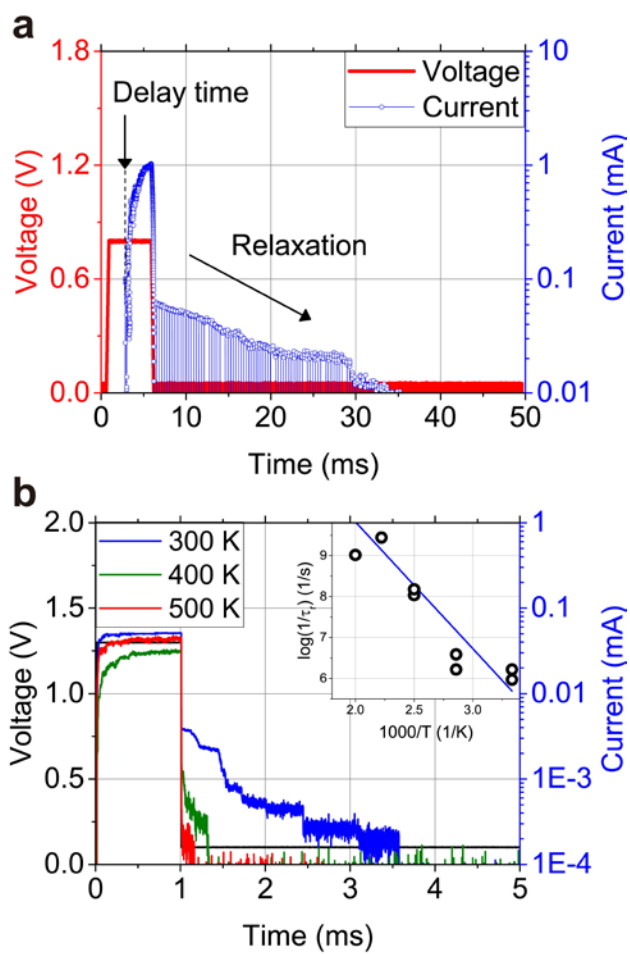 a
1.8
1.2
0.6
0.0
Voltage (V)
Delay time
Voltage
Current
Relaxation
10
1
0.1
0.01
Current (mA)
0 10 20 30 40 50
Time (ms)
b
2.0
1.5
1.0
0.5
0.0
Voltage (V)
300 K
400 K
500 K
9
8
7
6
log(1/τr) (1/s)
2.0 2.5 3.0
1000/T (1/K)
1
0.1
0.01
1E-3
1E-4
Current (mA)
0 1 2 3 4 5
Time (ms)